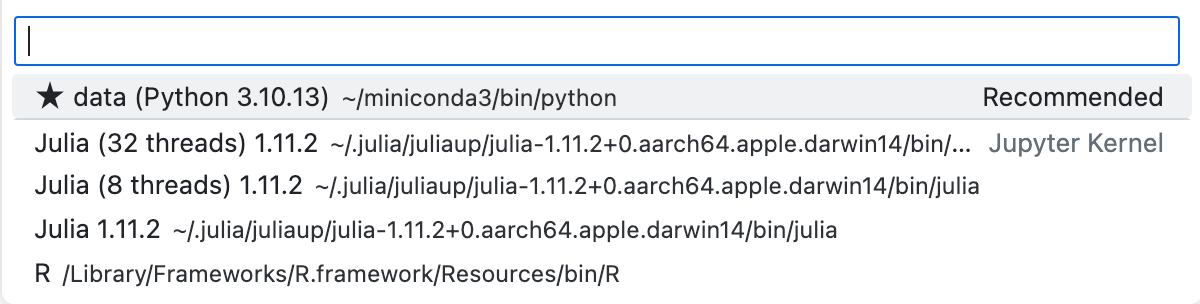 ★ data (Python 3.10.13) ~/miniconda3/bin/python Recommended
Julia (32 threads) 1.11.2 ~/.julia/juliaup/julia-1.11.2+0.aarch64.apple.darwin14/bin/... Jupyter Kernel
Julia (8 threads) 1.11.2 ~/.julia/juliaup/julia-1.11.2+0.aarch64.apple.darwin14/bin/julia
Julia 1.11.2 ~/.julia/juliaup/julia-1.11.2+0.aarch64.apple.darwin14/bin/julia
R /Library/Frameworks/R.framework/Resources/bin/R